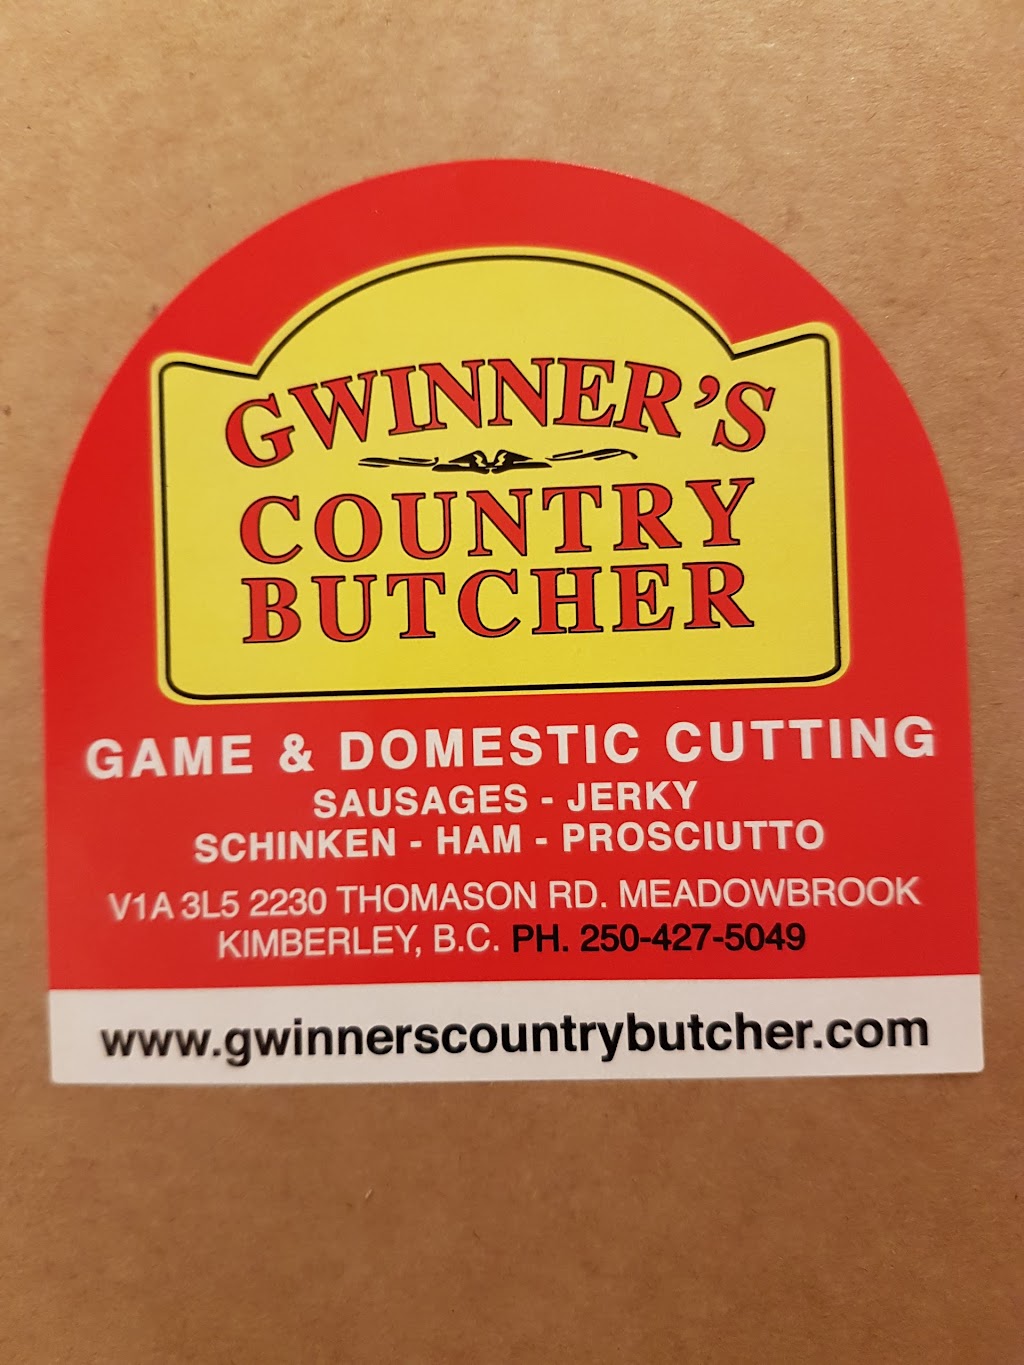 GWINNER'S
COUNTRY
BUTCHER
GAME & DOMESTIC CUTTING
SAUSAGES - JERKY
SCHINKEN - HAM - PROSCIUTTO
V1A 3L5 2230 THOMASON RD. MEADOWBROOK
KIMBERLEY, B.C. PH. 250-427-5049
www.gwinnerscountrybutcher.com